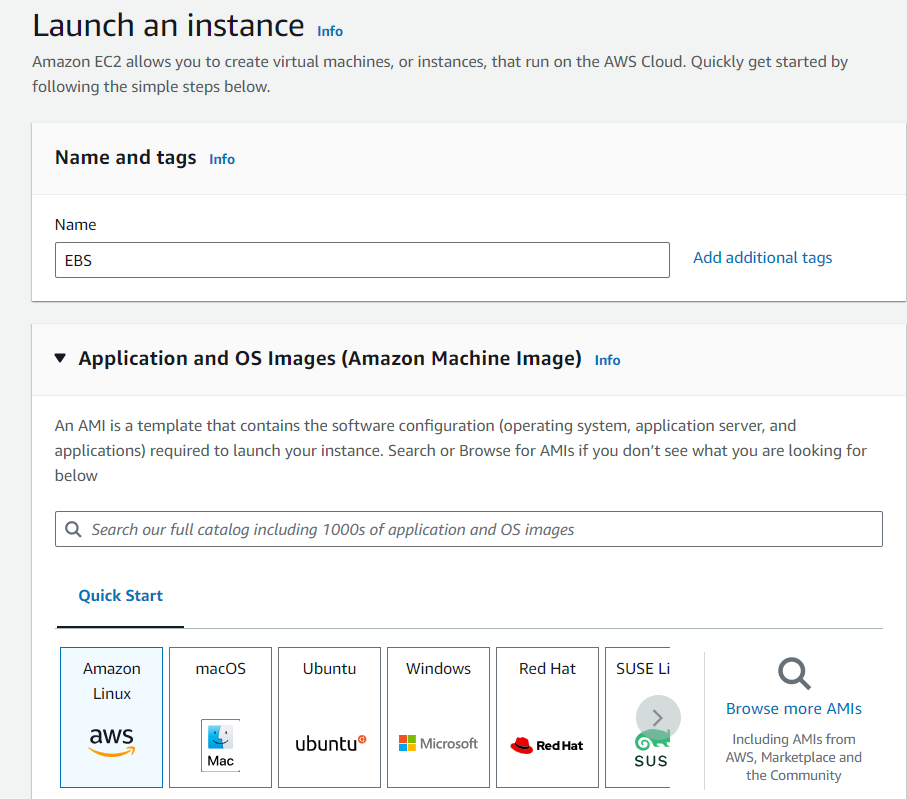 Launch an instance Info
Amazon EC2 allows you to create virtual machines, or instances, that run on the AWS Cloud. Quickly get started by
following the simple steps below.
Name and tags Info
Name
EBS
Add additional tags
Application and OS Images (Amazon Machine Image) Info
An AMI is a template that contains the software configuration (operating system, application server, and
applications) required to launch your instance. Search or Browse for AMIs if you don’t see what you are looking for
below
Search our full catalog including 1000s of application and OS images
Quick Start
Amazon
Linux
aws
macOS
Mac
Ubuntu
ubuntu
Windows
Microsoft
Red Hat
Red Hat
SUSE Li
SUS
Browse more AMIs
Including AMIs from
AWS, Marketplace and
the Community